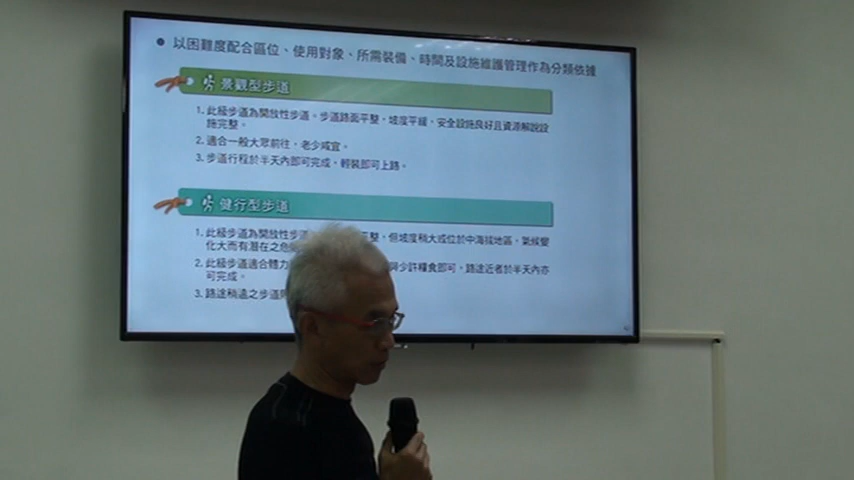 ● 以困難度配合區位、使用對象、所需裝備、時間及設施維護管理作為分類依據
景觀型步道
1. 此級步道為開放性步道。步道路面平整，坡度平緩，安全設施良好且資源解說設
施完整。
2. 適合一般大眾前往，老少咸宜。
3. 步道行程於半天內即可完成，輕裝即可上路。
健行型步道
1. 此級步道為開放性步 平整，但坡度稍大或位於中海拔地區，氣候變
化大而有潛在之危
2. 此級步道適合體力 與少許糧食即可，路途近者於半天內亦
可完成。
3. 路途稍遠之步道